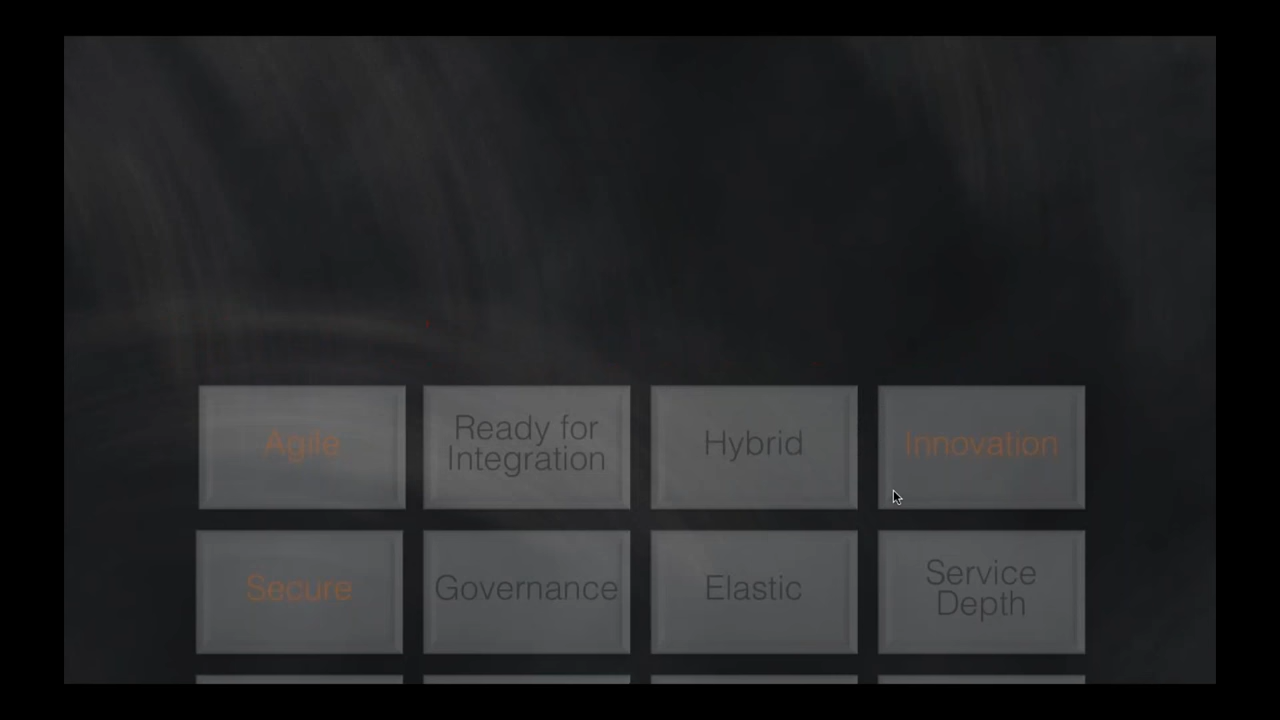 Agile
Ready for
Integration
Hybrid
Innovation
Secure
Governance
Elastic
Service
Depth